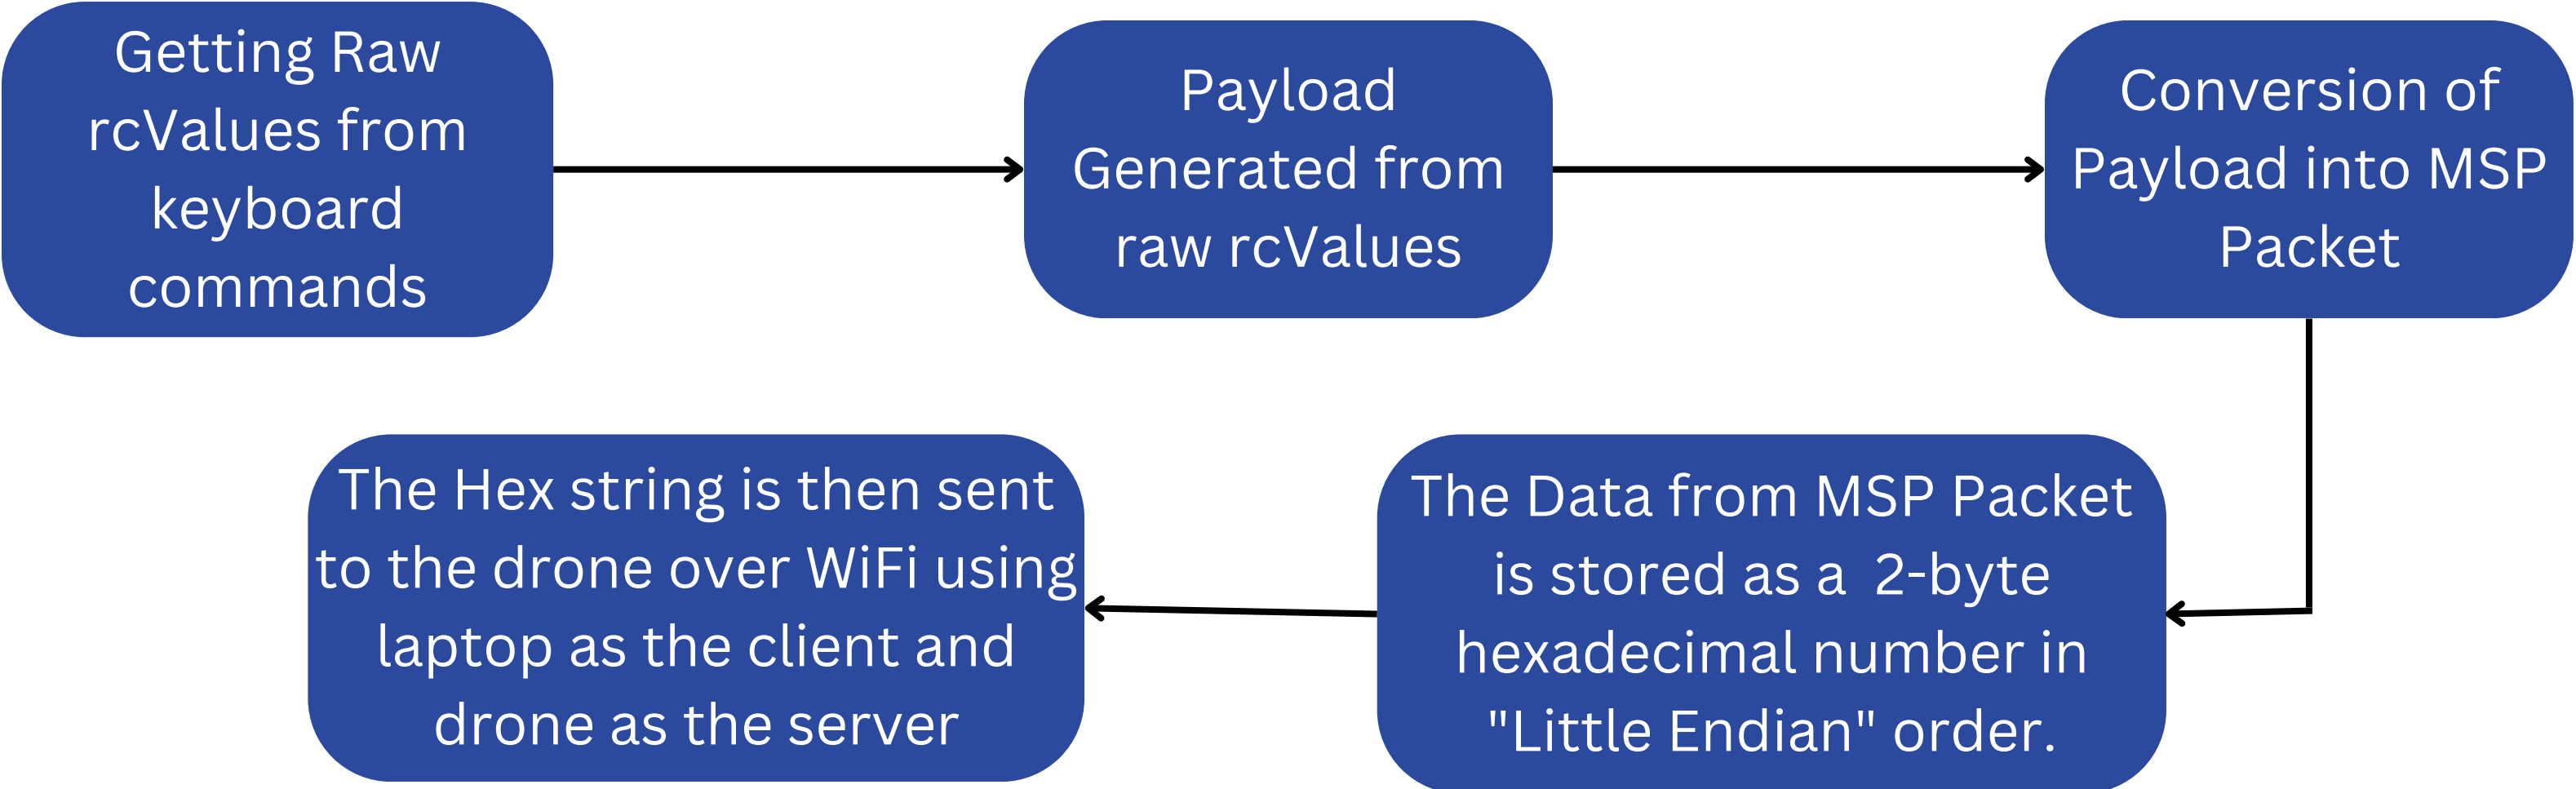 Getting Raw
rcValues from
keyboard
commands
Payload
Generated from
raw rcValues
Conversion of
Payload into MSP
Packet
The Data from MSP Packet
is stored as a 2-byte
hexadecimal number in
"Little Endian" order.
The Hex string is then sent
to the drone over WiFi using
laptop as the client and
drone as the server